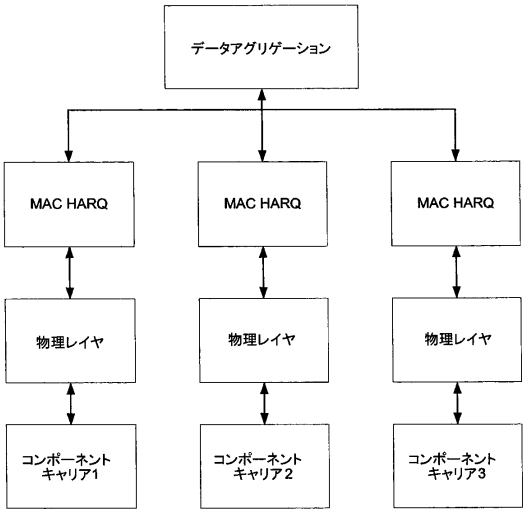 データアグリゲーション
MAC HARQ
MAC HARQ
MAC HARQ
物理レイヤ
物理レイヤ
物理レイヤ
コンポーネント
キャリア1
コンポーネント
キャリア2
コンポーネント
キャリア3